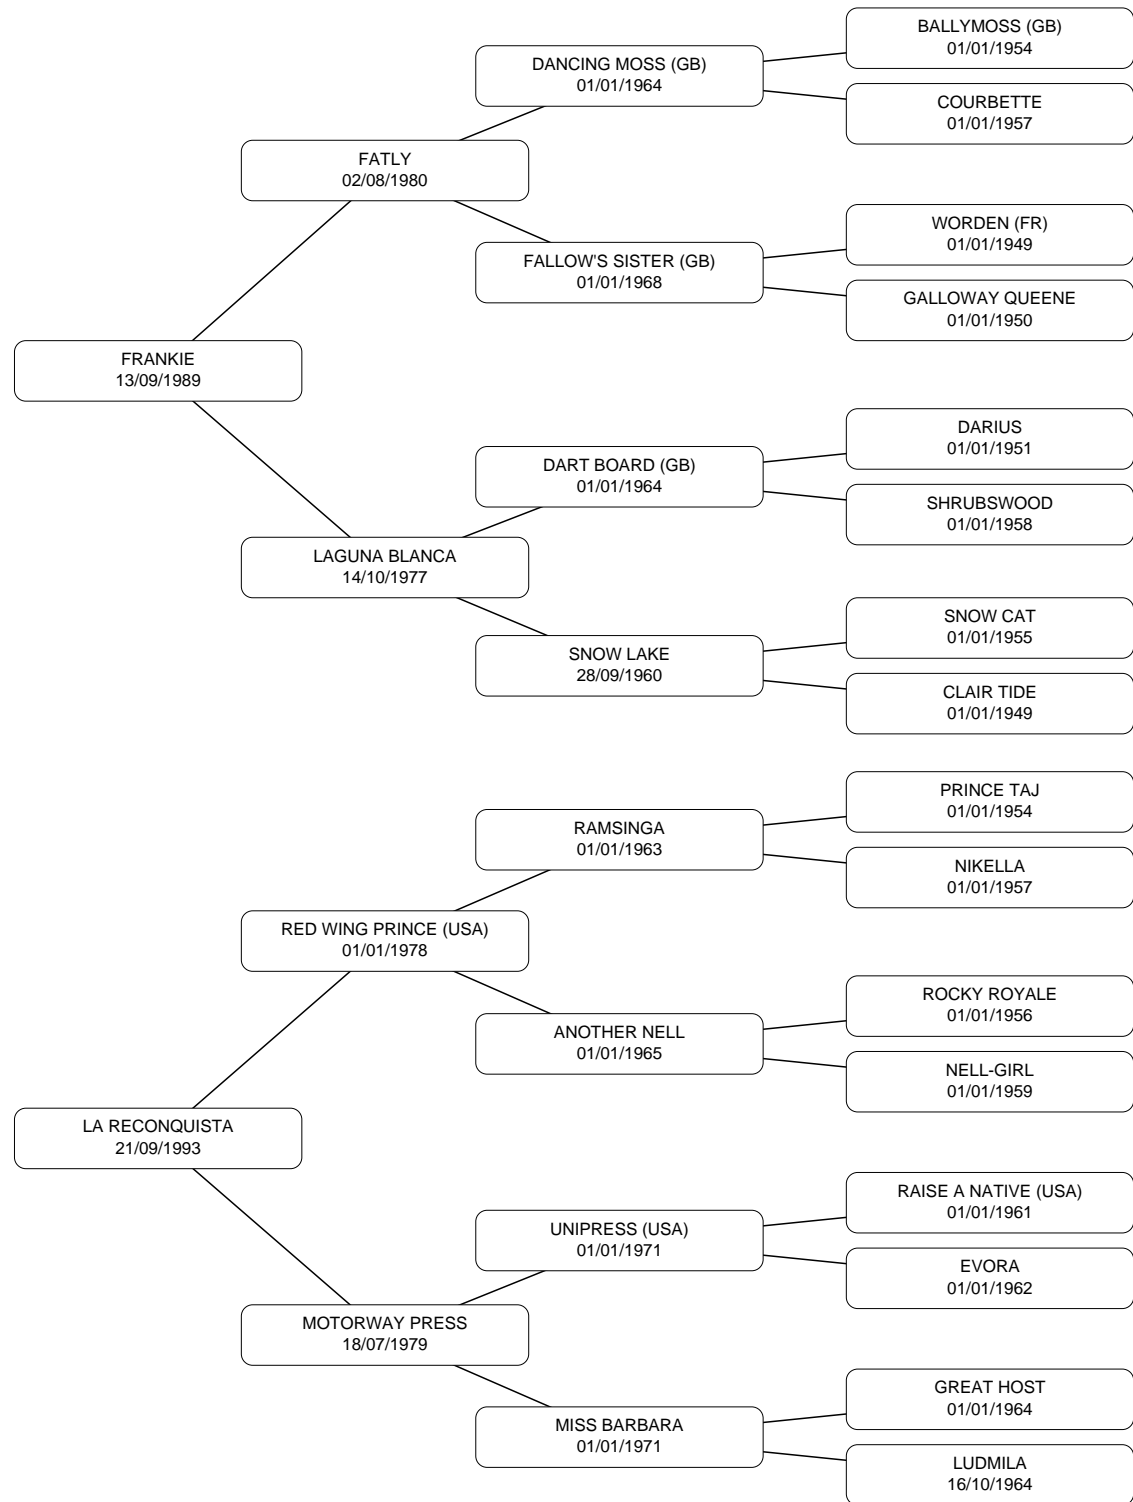 BALLYMOSS (GB)
01/01/1954
DANCING MOSS (GB)
01/01/1964
COURBETTE
01/01/1957
FATLY
02/08/1980
WORDEN (FR)
01/01/1949
FALLOW'S SISTER (GB)
01/01/1968
GALLOWAY QUEENE
01/01/1950
FRANKIE
13/09/1989
DARIUS
01/01/1951
DART BOARD (GB)
01/01/1964
SHRUBSWOOD
01/01/1958
LAGUNA BLANCA
14/10/1977
SNOW CAT
01/01/1955
SNOW LAKE
28/09/1960
CLAIR TIDE
01/01/1949
PRINCE TAJ
01/01/1954
RAMSINGA
01/01/1963
NIKELLA
01/01/1957
RED WING PRINCE (USA)
01/01/1978
ROCKY ROYALE
01/01/1956
ANOTHER NELL
01/01/1965
NELL-GIRL
01/01/1959
LA RECONQUISTA
21/09/1993
RAISE A NATIVE (USA)
01/01/1961
UNIPRESS (USA)
01/01/1971
EVORA
01/01/1962
MOTORWAY PRESS
18/07/1979
GREAT HOST
01/01/1964
MISS BARBARA
01/01/1971
LUDMILA
16/10/1964